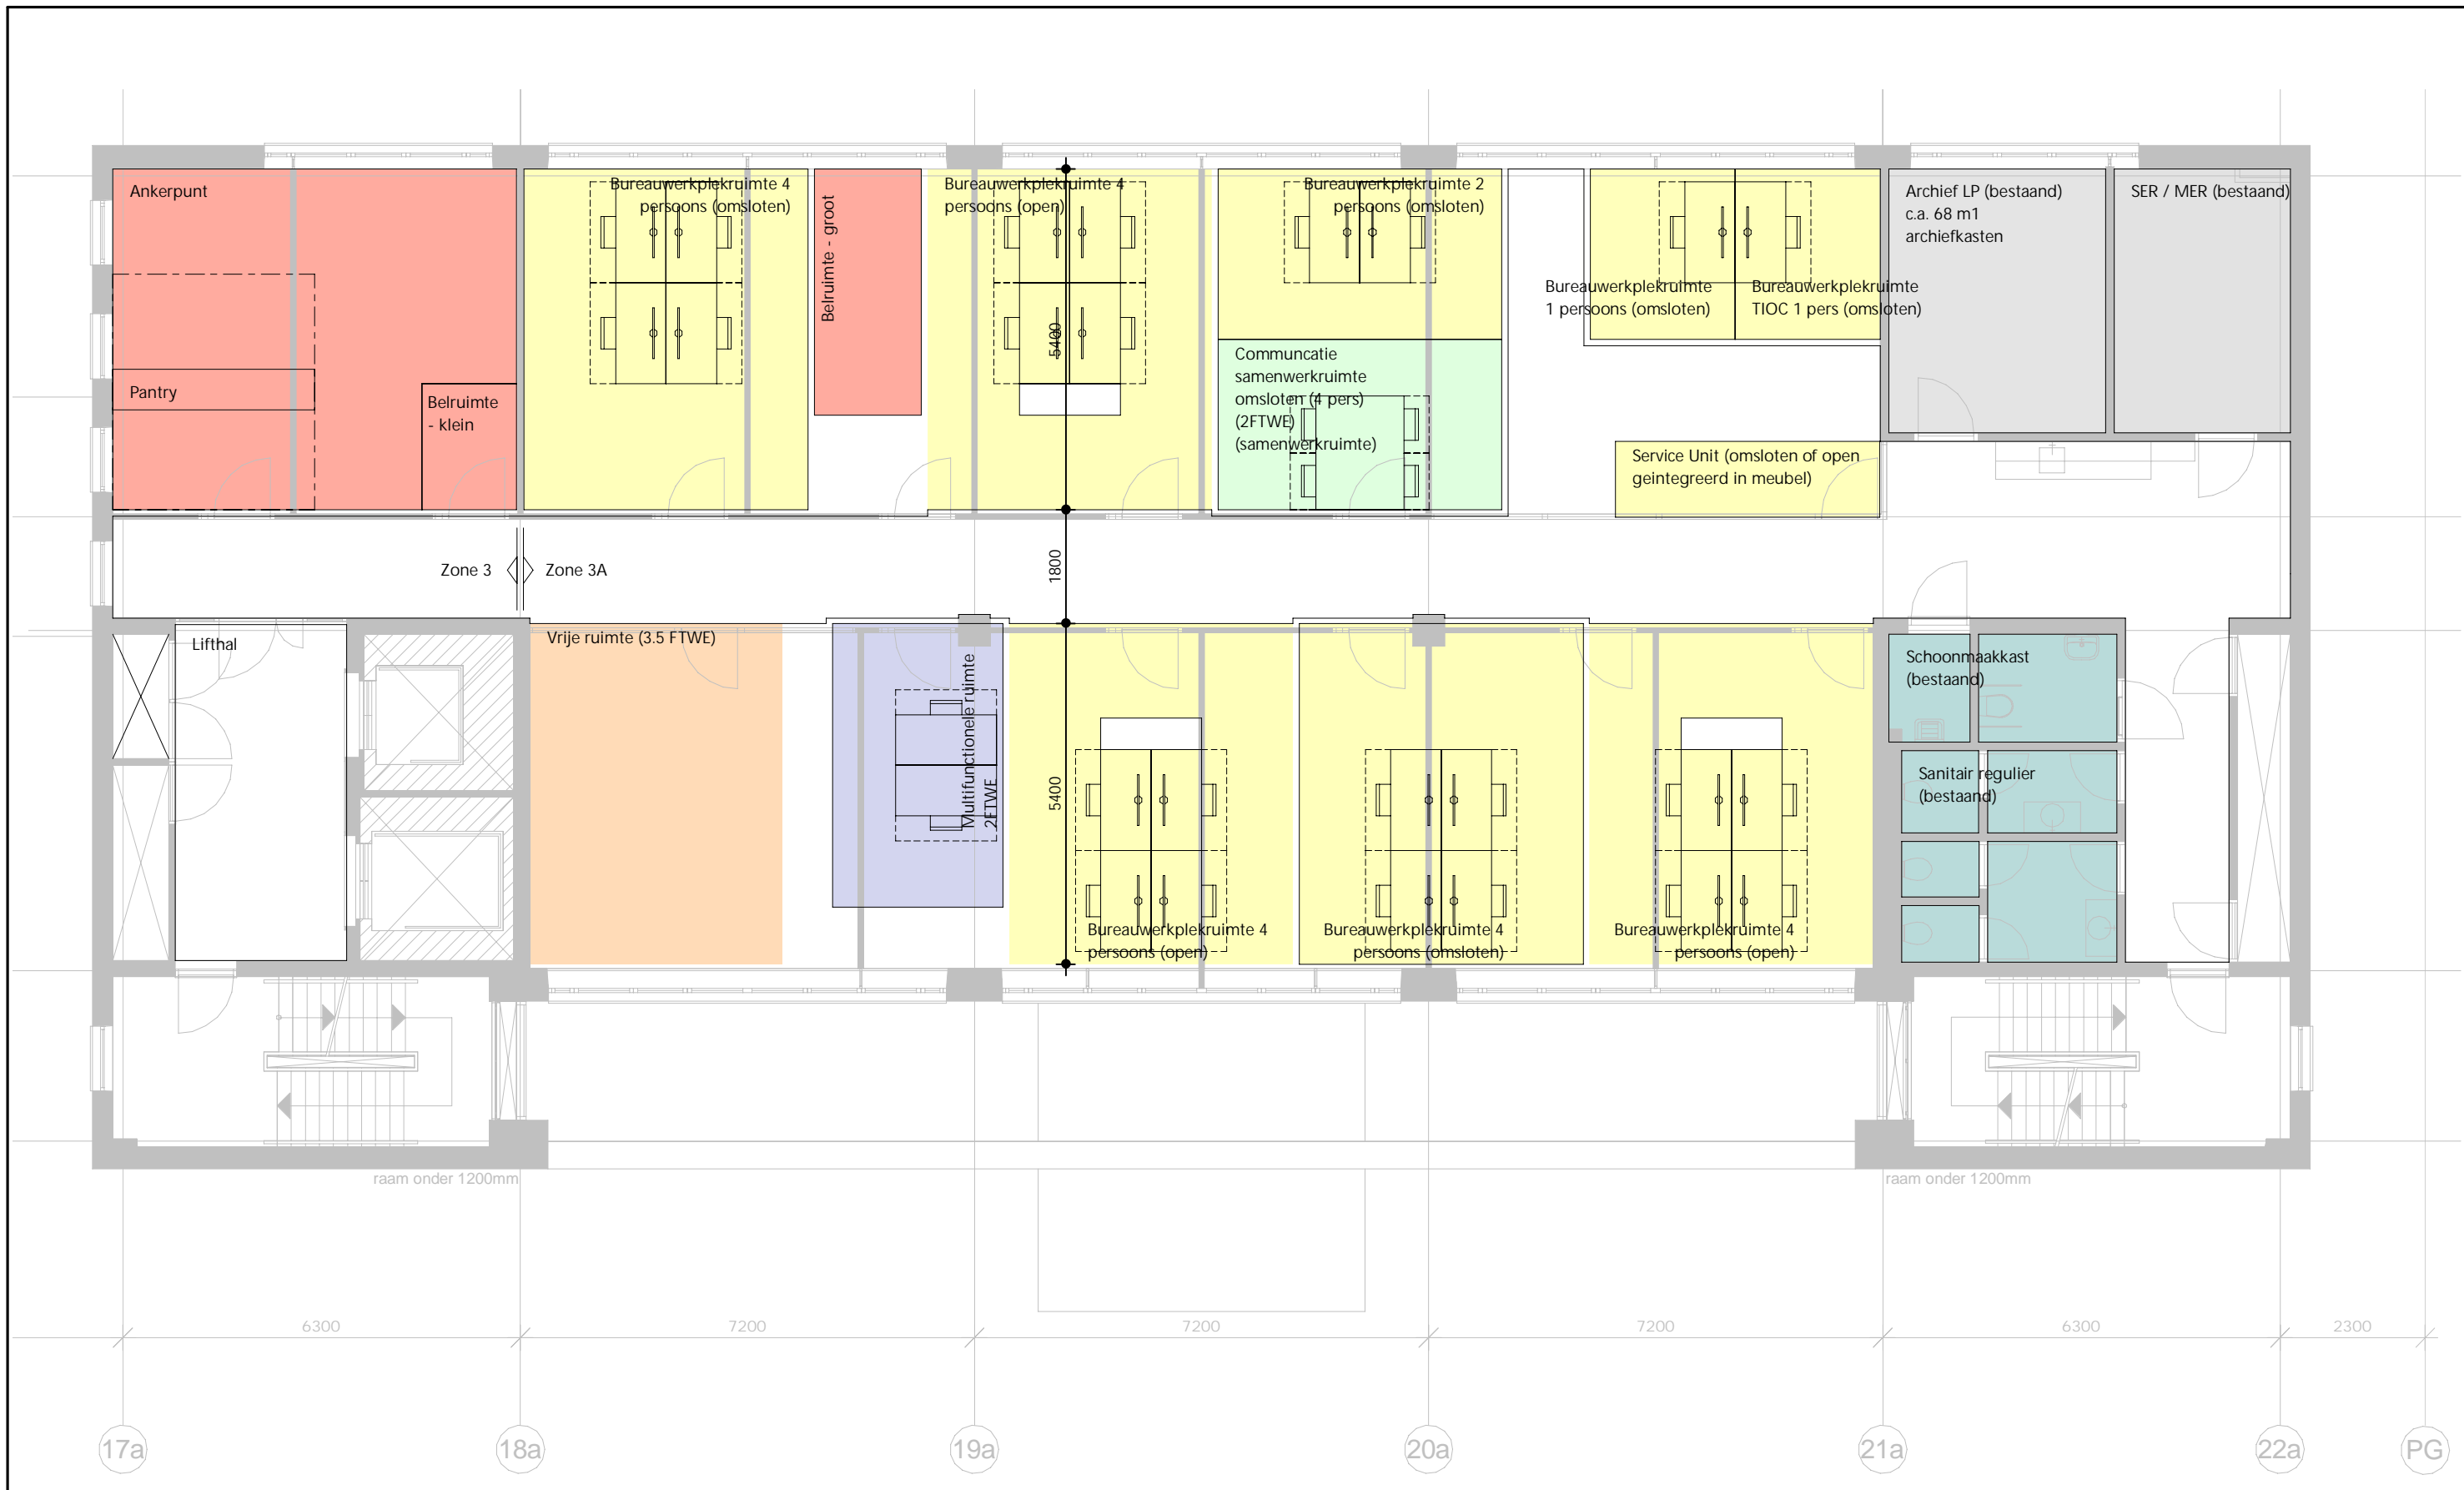 Ankerpunt
Pantry
Belruimte
- klein
Bureauwerkplekruimte 4
persoons (omsloten)
Belruimte - groot
Bureauwerkplekruimte 4
persoons (open)
5400
Bureauwerkplekruimte 2
persoons (omsloten)
Communcatie
samenwerkruimte
omsloten (4 pers)
(2FTWE)
(samenwerkruimte)
Bureauwerkplekruimte
1 persoons (omsloten)
Bureauwerkplekruimte
TIOC 1 pers (omsloten)
Service Unit (omsloten of open
geintegreerd in meubel)
Archief LP (bestaand)
c.a. 68 m1
archiefkasten
SER / MER (bestaand)
Zone 3
Zone 3A
1800
Lifthal
Vrije ruimte (3.5 FTWE)
Multifunctionele ruimte
2FTWE
5400
Bureauwerkplekruimte 4
persoons (open)
Bureauwerkplekruimte 4
persoons (omsloten)
Bureauwerkplekruimte 4
persoons (open)
Schoonmaakkast
(bestaand)
Sanitair regulier
(bestaand)
raam onder 1200mm
raam onder 1200mm
6300
7200
7200
7200
6300
2300
17a
18a
19a
20a
21a
22a
PG